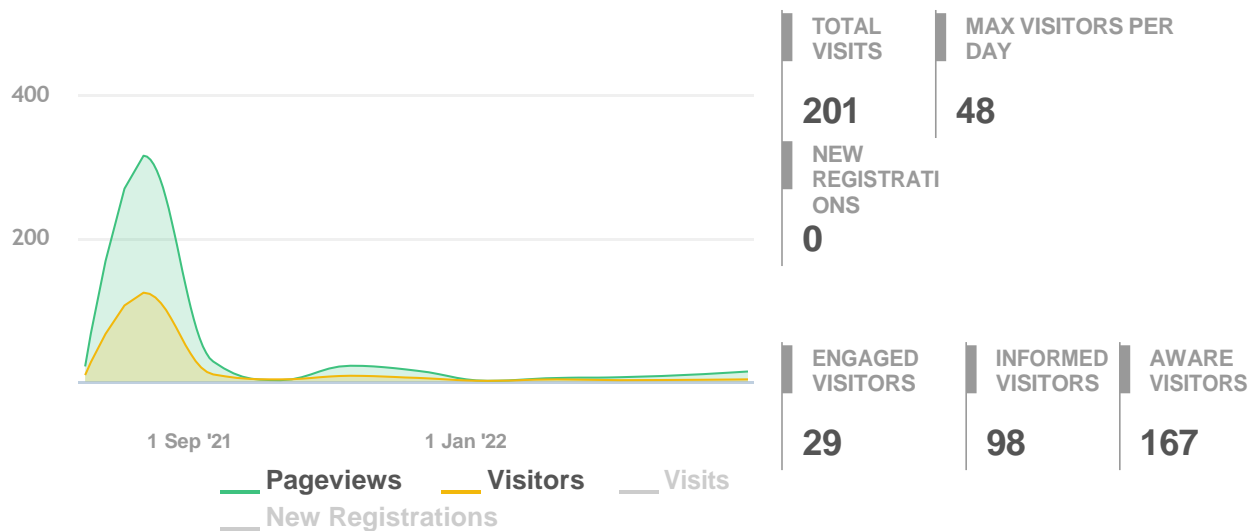 400
200
1 Sep '21
1 Jan '22
Pageviews
Visitors
Visits
New Registrations
TOTAL
VISITS
201
MAX VISITORS PER
DAY
48
NEW
REGISTRATI
ONS
0
ENGAGED
VISITORS
29
INFORMED
VISITORS
98
AWARE
VISITORS
167